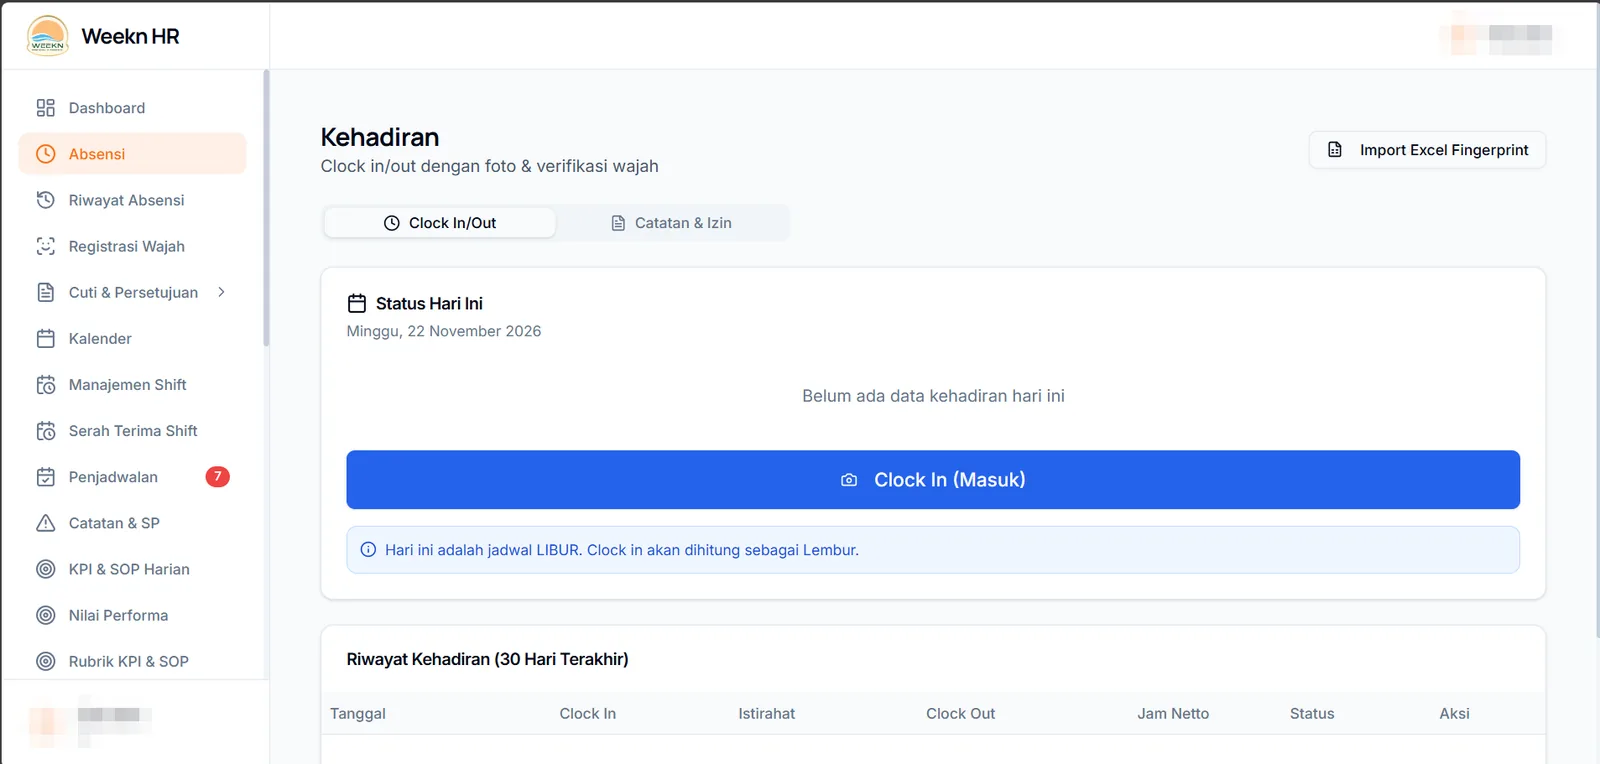 WEEKN
Weekn HR
Dashboard
Absensi
Riwayat Absensi
Registrasi Wajah
Cuti & Persetujuan
Kalender
Manajemen Shift
Serah Terima Shift
Penjadwalan 7
Catatan & SP
KPI & SOP Harian
Nilai Performa
Rubrik KPI & SOP
Kehadiran
Clock in/out dengan foto & verifikasi wajah
Import Excel Fingerprint
Clock In/Out Catatan & Izin
Status Hari Ini
Minggu, 22 November 2026
Belum ada data kehadiran hari ini
Clock In (Masuk)
Hari ini adalah jadwal LIBUR. Clock in akan dihitung sebagai Lembur.
Riwayat Kehadiran (30 Hari Terakhir)
Tanggal Clock In Istirahat Clock Out Jam Netto Status Aksi